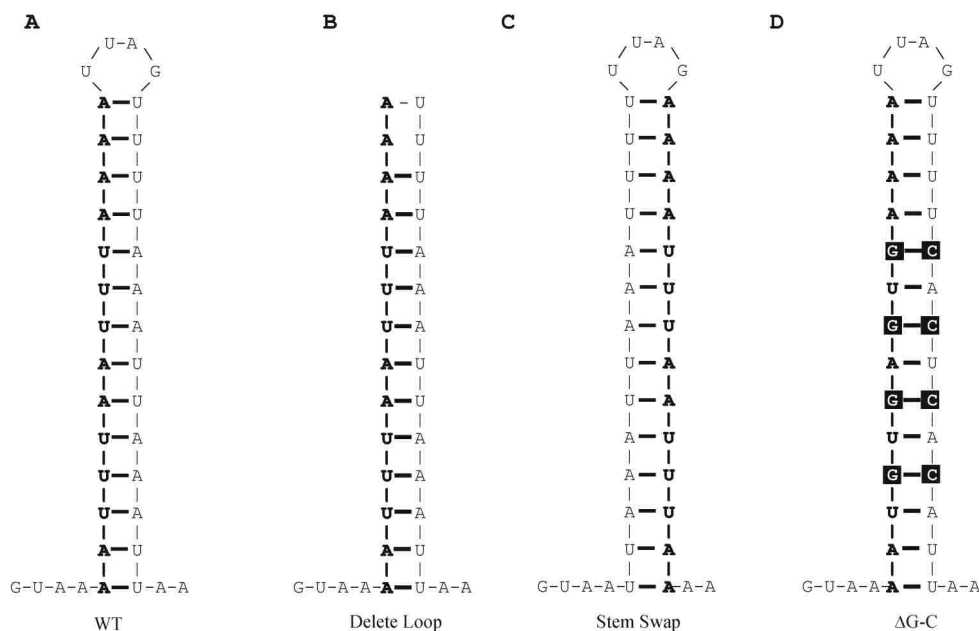 A B C D
U-A U-A U-A
U G U G U G
A-U A-U U-A A-U
A-U A U U-A A-U
A-U A-U U-A A-U
A-U A-U U-A A-U
U-A U-A A-U G-C
U-A U-A A-U U-A
U-A U-A A-U G-C
A-U A-U U-A A-U
A-U A-U U-A G-C
U-A U-A A-U U-A
U-A U-A A-U G-C
U-A U-A A-U U-A
A-U A-U U-A A-U
G-U-A-A-A-U-A-A G-U-A-A-A-U-A-A G-U-A-A-U-A-A-A G-U-A-A-A-U-A-A
WT Delete Loop Stem Swap ΔG-C